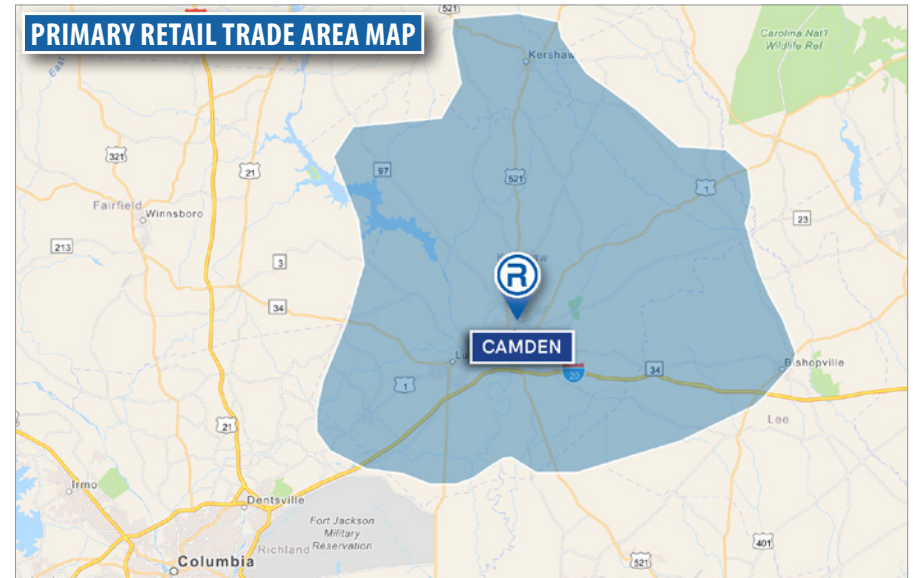 PRIMARY RETAIL TRADE AREA MAP
521
Carolina Nat'l
Wildlife Ref
Kershaw
321
21
97
521
1
Fairfield
Winnsboro
23
213
3
R
34
CAMDEN
1
20
34
Bishopville
21
Lee
Irmo
Dentsville
Fort Jackson
Military
Reservation
Richland
Columbia
401
521